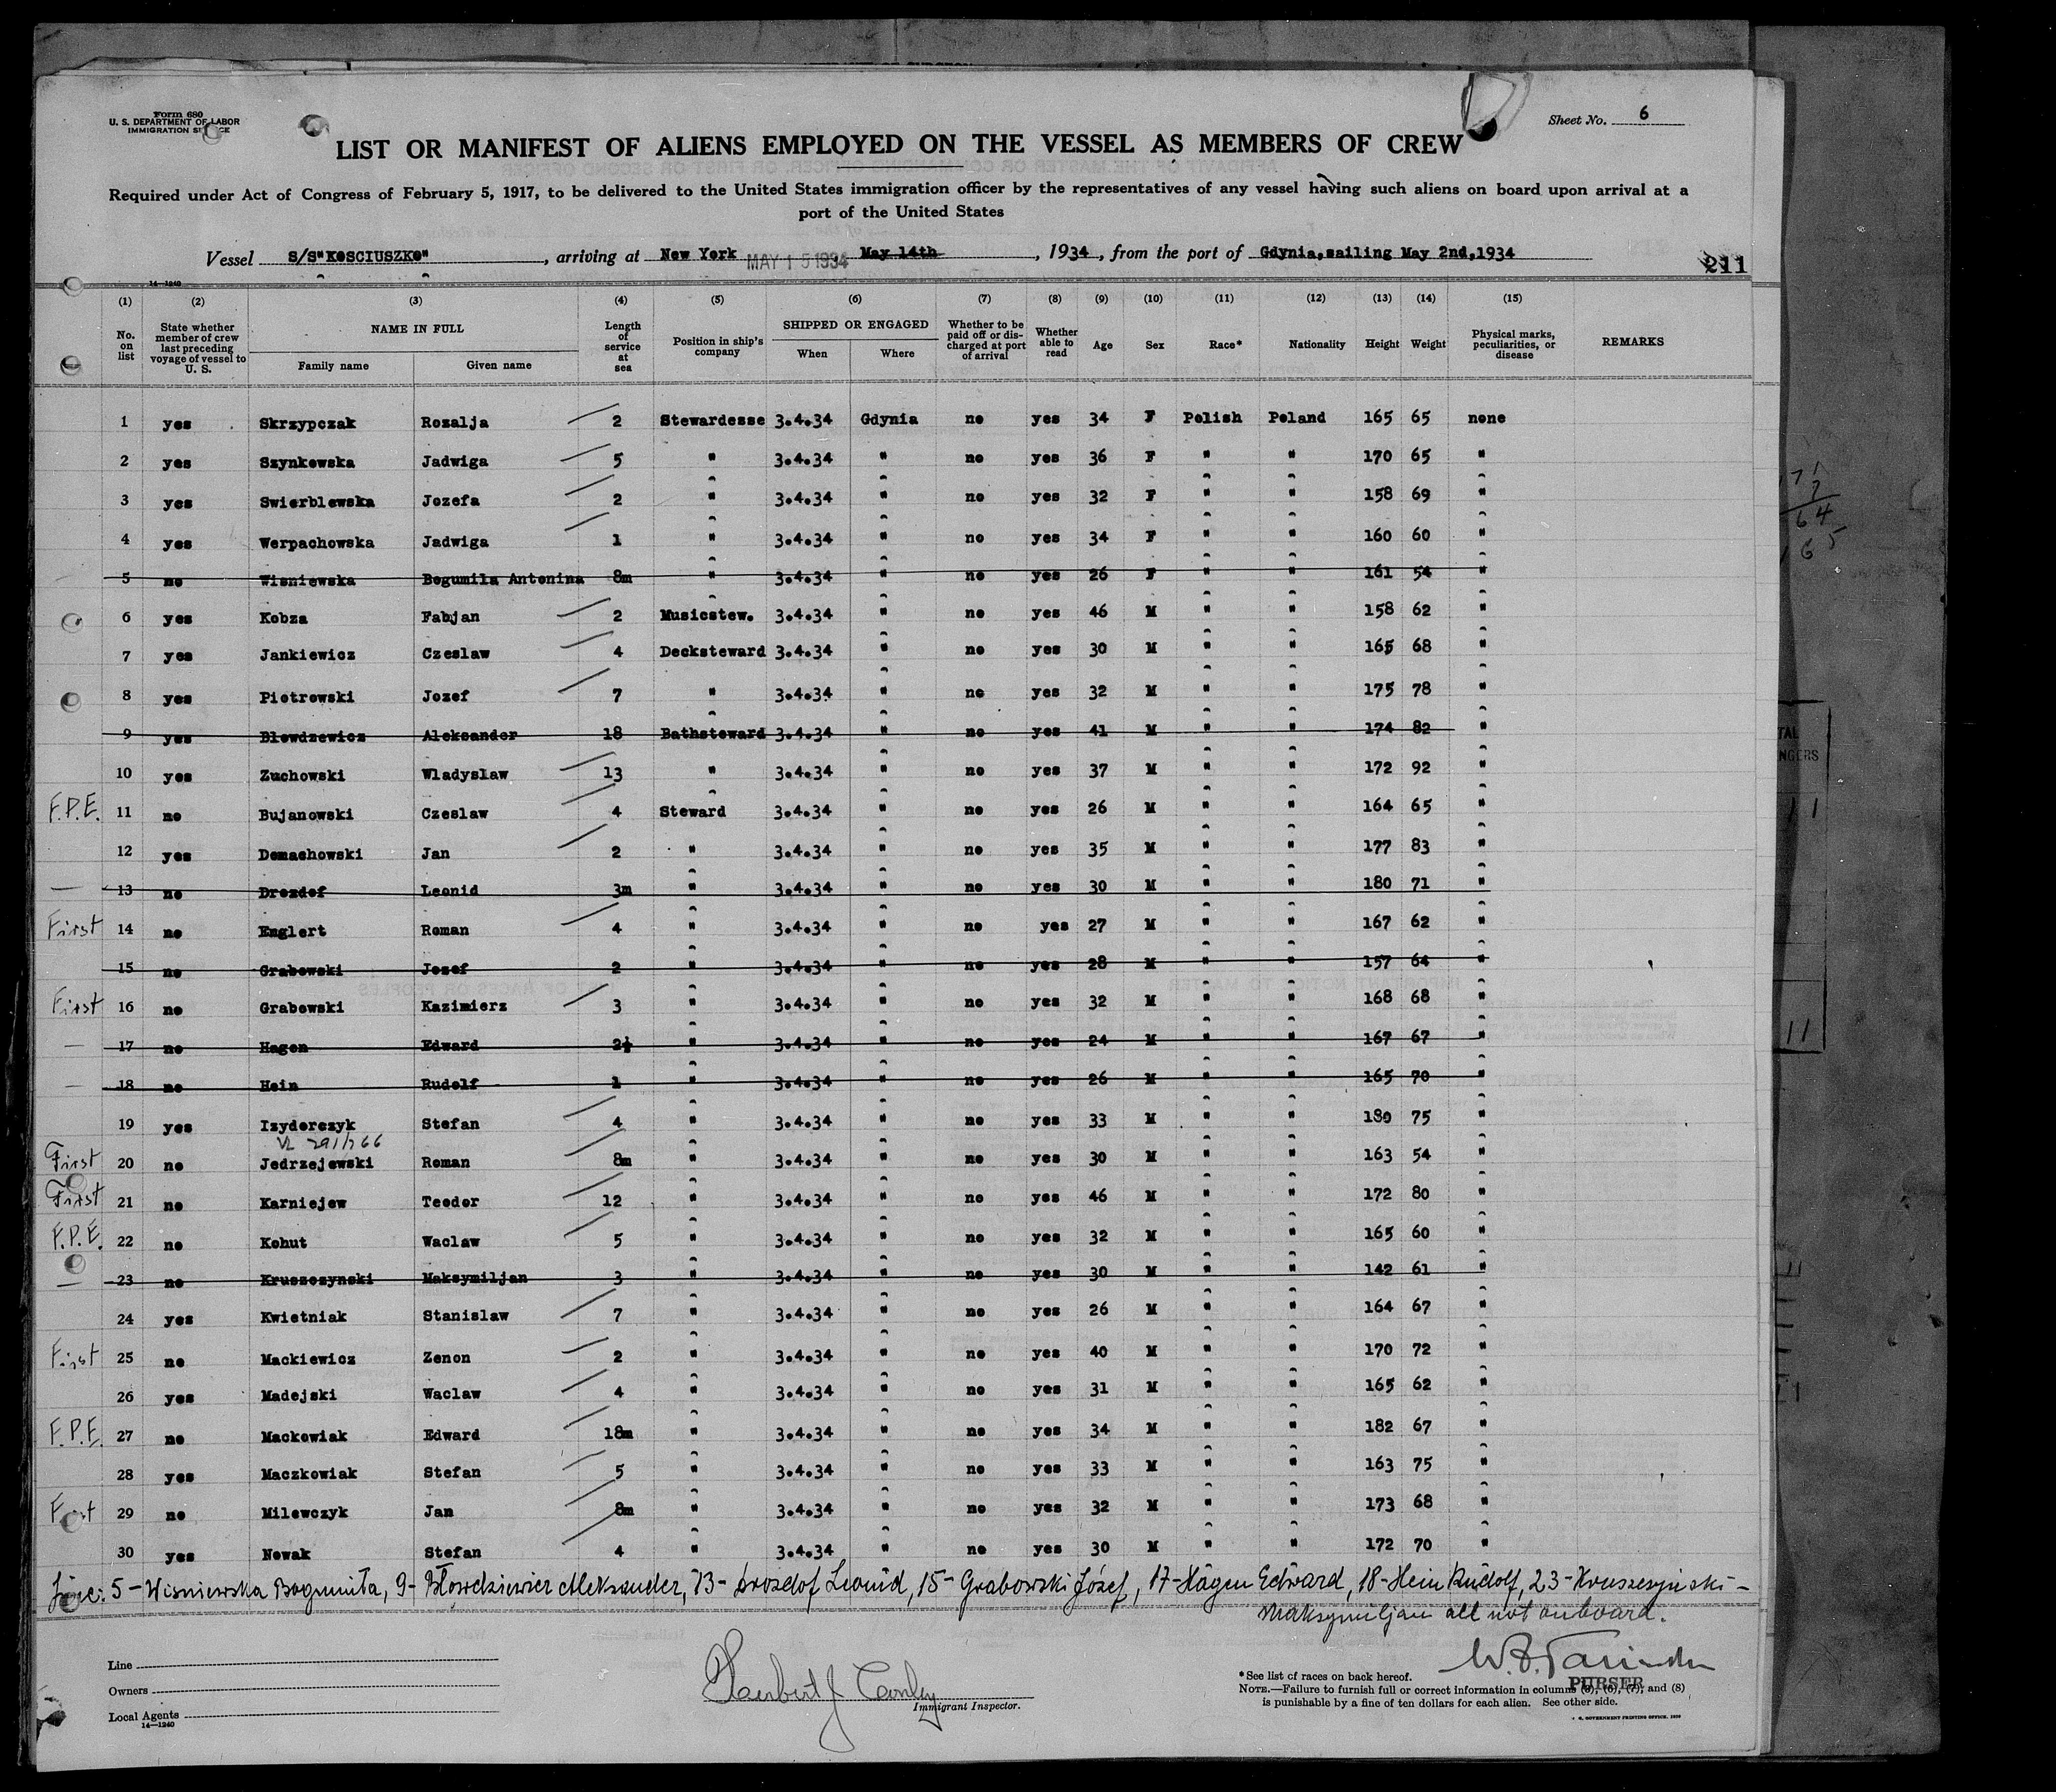 Form 680
U. S. DEPARTMENT OF LABOR
IMMIGRATION SERVICE
Sheet No. 6
LIST OR MANIFEST OF ALIENS EMPLOYED ON THE VESSEL AS MEMBERS OF CREW
Required under Act of Congress of February 5, 1917, to be delivered to the United States immigration officer by the representatives of any vessel having such aliens on board upon arrival at a
port of the United States
Vessel S/S"KOSCIUSZKO", arriving at New York MAY 15 1934 May 14th, 1934, from the port of Gdynia,sailing May 2nd,1934
211
14—1240
(1) (2) (3) (4) (5) (6) (7) (8) (9) (10) (11) (12) (13) (14) (15)
No. on list State whether member of crew last preceding voyage of vessel to U. S. NAME IN FULL Family name Given name Length of service at sea Position in ship's company SHIPPED OR ENGAGED When Where Whether to be paid off or discharged at port of arrival Whether able to read Age Sex Race* Nationality Height Weight Physical marks, peculiarities, or disease REMARKS
1 yes Skrzypczak Rozalja 2 Stewardesse 3.4.34 Gdynia no yes 34 F Polish Poland 165 65 none
2 yes Szynkowska Jadwiga 5 " 3.4.34 " no yes 36 F " " 170 65 "
3 yes Swierblewska Jozefa 2 " 3.4.34 " no yes 32 F " " 158 69 "
4 yes Werpachowska Jadwiga 1 " 3.4.34 " no yes 34 F " " 160 60 "
5 no Wisniewska Bogumila Antonina 8m " 3.4.34 " no yes 26 F " " 161 54 "
6 yes Kobza Fabjan 2 Musicstew. 3.4.34 " no yes 46 M " " 158 62 "
7 yes Jankiewicz Czeslaw 4 Decksteward 3.4.34 " no yes 30 M " " 165 68 "
8 yes Piotrowski Jozef 7 " 3.4.34 " no yes 32 M " " 175 78 "
9 yes Blowdzewicz Aleksander 18 Bathsteward 3.4.34 " no yes 41 M " " 174 82 "
10 yes Zuchowski Wladyslaw 13 " 3.4.34 " no yes 37 M " " 172 92 "
F.P.E. 11 no Bujanowski Czeslaw 4 Steward 3.4.34 " no yes 26 M " " 164 65 "
12 yes Domachowski Jan 2 " 3.4.34 " no yes 35 M " " 177 83 "
— 13 no Drozdof Leonid 3m " 3.4.34 " no yes 30 M " " 180 71 "
First 14 no Englert Roman 4 " 3.4.34 " no yes 27 M " " 167 62 "
15 no Grabowski Jozef 2 " 3.4.34 " no yes 28 M " " 157 64 "
First 16 no Grabowski Kazimierz 3 " 3.4.34 " no yes 32 M " " 168 68 "
— 17 no Hagen Edward 2½ " 3.4.34 " no yes 24 M " " 167 67 "
— 18 no Hein Rudolf 1 " 3.4.34 " no yes 26 M " " 165 70 "
19 yes Izydorczyk Stefan 4 " 3.4.34 " no yes 33 M " " 180 75 "
VL 291/266
First 20 no Jedrzejewski Roman 8m " 3.4.34 " no yes 30 M " " 163 54 "
First 21 no Karniejew Teodor 12 " 3.4.34 " no yes 46 M " " 172 80 "
F.P.E. 22 no Kohut Waclaw 5 " 3.4.34 " no yes 32 M " " 165 60 "
— 23 no Kruszczynski Maksymiljan 3 " 3.4.34 " no yes 30 M " " 142 61 "
24 yes Kwietniak Stanislaw 7 " 3.4.34 " no yes 26 M " " 164 67 "
First 25 no Mackiewicz Zenon 2 " 3.4.34 " no yes 40 M " " 170 72 "
26 yes Madejski Waclaw 4 " 3.4.34 " no yes 31 M " " 165 62 "
F.P.E. 27 no Mackowiak Edward 18m " 3.4.34 " no yes 34 M " " 182 67 "
28 yes Maczkowiak Stefan 5 " 3.4.34 " no yes 33 M " " 163 75 "
First 29 no Milewczyk Jan 8m " 3.4.34 " no yes 32 M " " 173 68 "
30 yes Nowak Stefan 4 " 3.4.34 " no yes 30 M " " 172 70 "
Line: 5 - Wisniewska Bogumiła, 9 - Błowdziewicz Aleksander, 13 - Drozdof Leonid, 15 - Grabowski Józef, 17 - Hagen Edward, 18 - Hein Rudolf, 23 - Kruszczyński -
Maksymiljan all not onboard.
Line
Owners
Local Agents
14—1240
Herbert J Conley
Immigrant Inspector.
PURSER
*See list of races on back hereof.
NOTE.—Failure to furnish full or correct information in columns (5), (6), (7), and (8)
is punishable by a fine of ten dollars for each alien. See other side.
U. S. GOVERNMENT PRINTING OFFICE